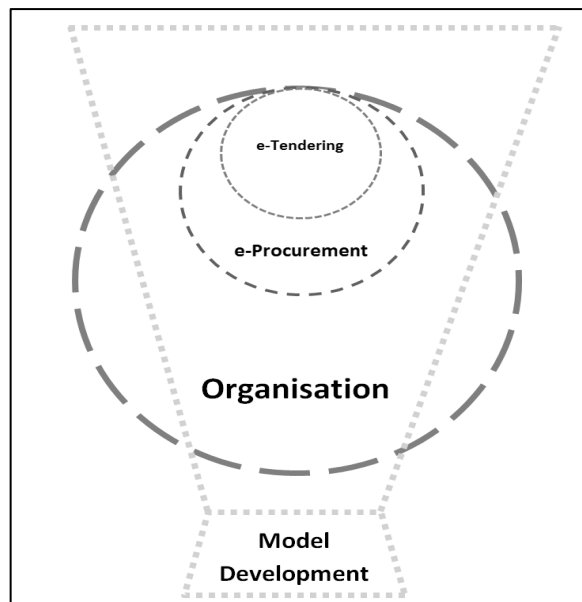 e-Tendering
e-Procurement
Organisation
Model
Development